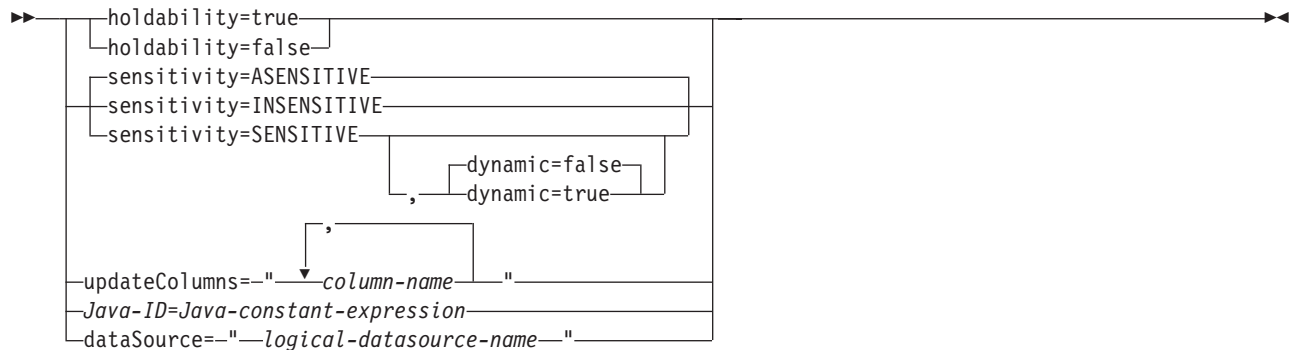 holdability=true
holdability=false
sensitivity=ASENSITIVE
sensitivity=INSENSITIVE
sensitivity=SENSITIVE
dynamic=false
, dynamic=true
,
updateColumns= " column-name "
Java-ID=Java-constant-expression
dataSource= " logical-datasource-name "